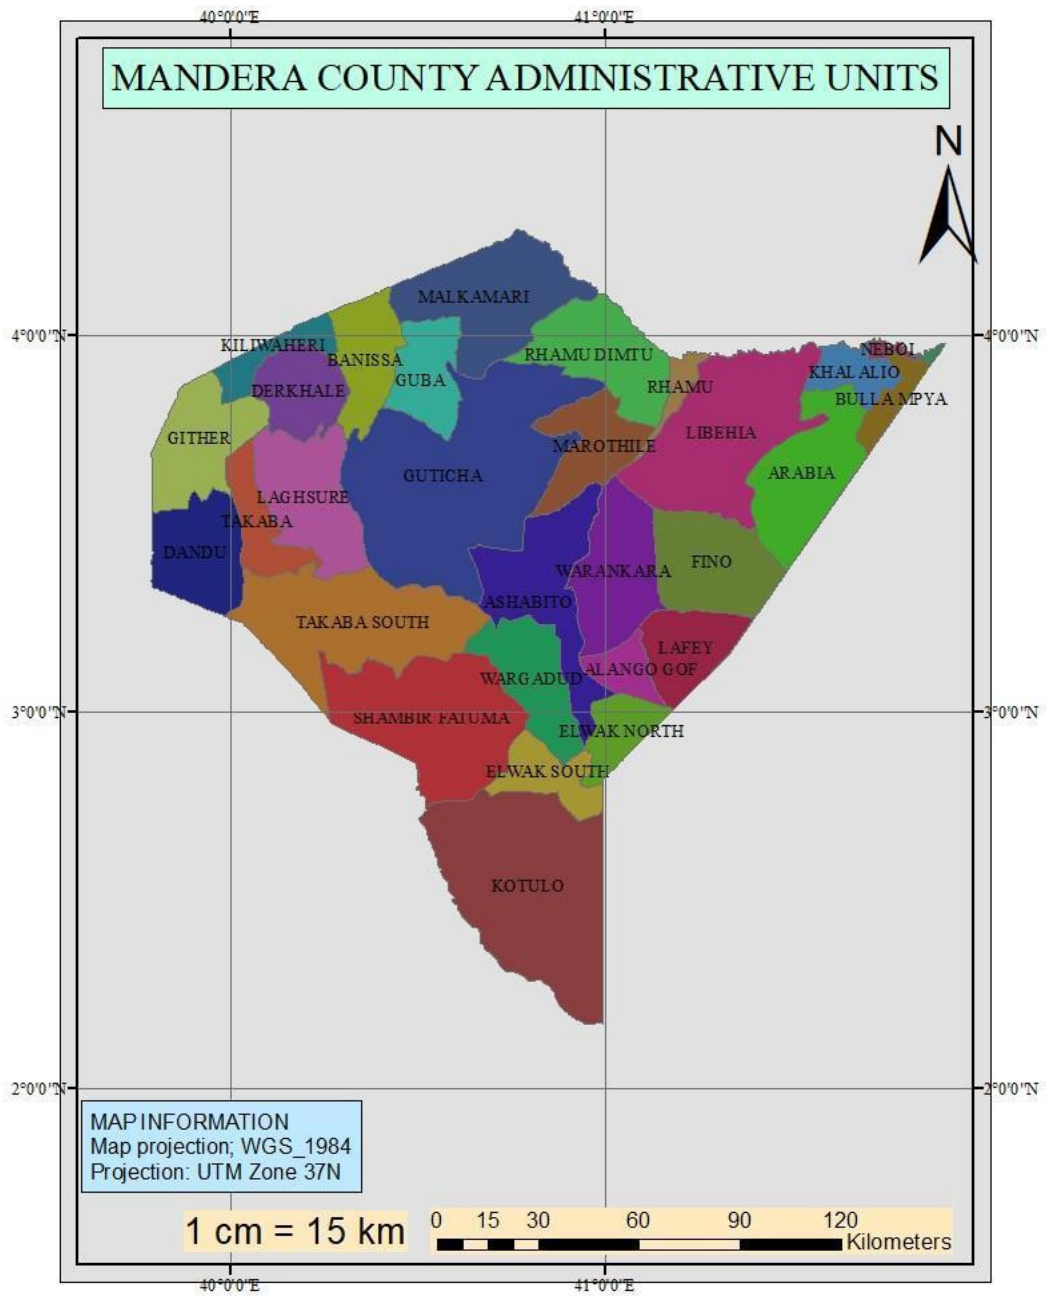 40°0'0"E 41°0'0"E
MANDERA COUNTY ADMINISTRATIVE UNITS
N
MALKAMARI
4°0'0"N 4°0'0"N
KILIWAHERI
NEBOI
BANISSA
RHAMU DIMTU
KHALALIO
GUBA
DERKHALE
RHAMU
BULLA MPYA
GITHER
LIBEHIA
MAROTHILE
GUTICHA
ARABIA
LAGHSURE
TAKABA
DANDU
FINO
WARANKARA
ASHABITO
TAKABA SOUTH
LAFEY
ALANGO GOF
WARGADUD
3°0'0"N 3°0'0"N
SHAMBIR FATUMA
ELWAK NORTH
ELWAK SOUTH
KOTULO
2°0'0"N 2°0'0"N
MAP INFORMATION
Map projection; WGS_1984
Projection: UTM Zone 37N
1 cm = 15 km
0 15 30 60 90 120
Kilometers
40°0'0"E 41°0'0"E